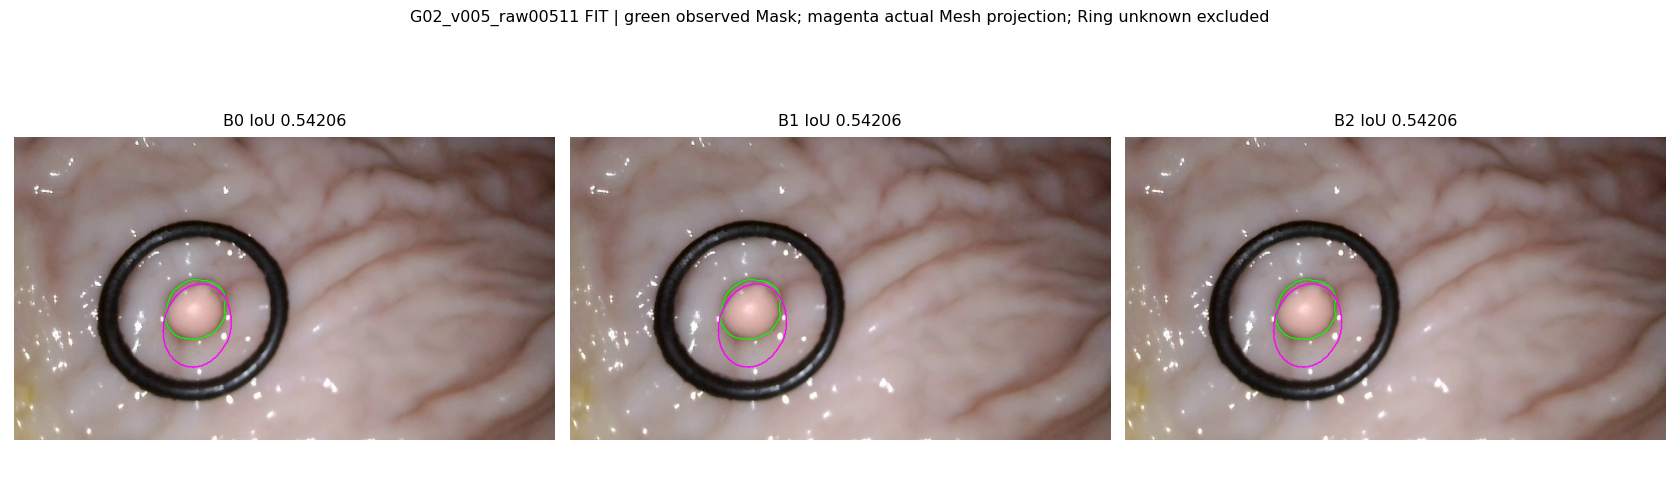 G02_v005_raw00511 FIT | green observed Mask; magenta actual Mesh projection; Ring unknown excluded
B0 IoU 0.54206
B1 IoU 0.54206
B2 IoU 0.54206